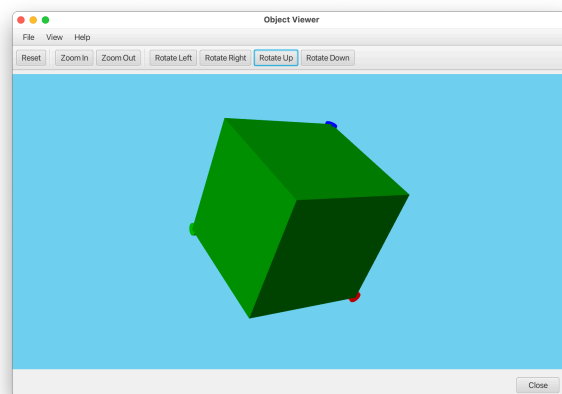 Object Viewer
File View Help
Reset Zoom In Zoom Out Rotate Left Rotate Right Rotate Up Rotate Down
Close